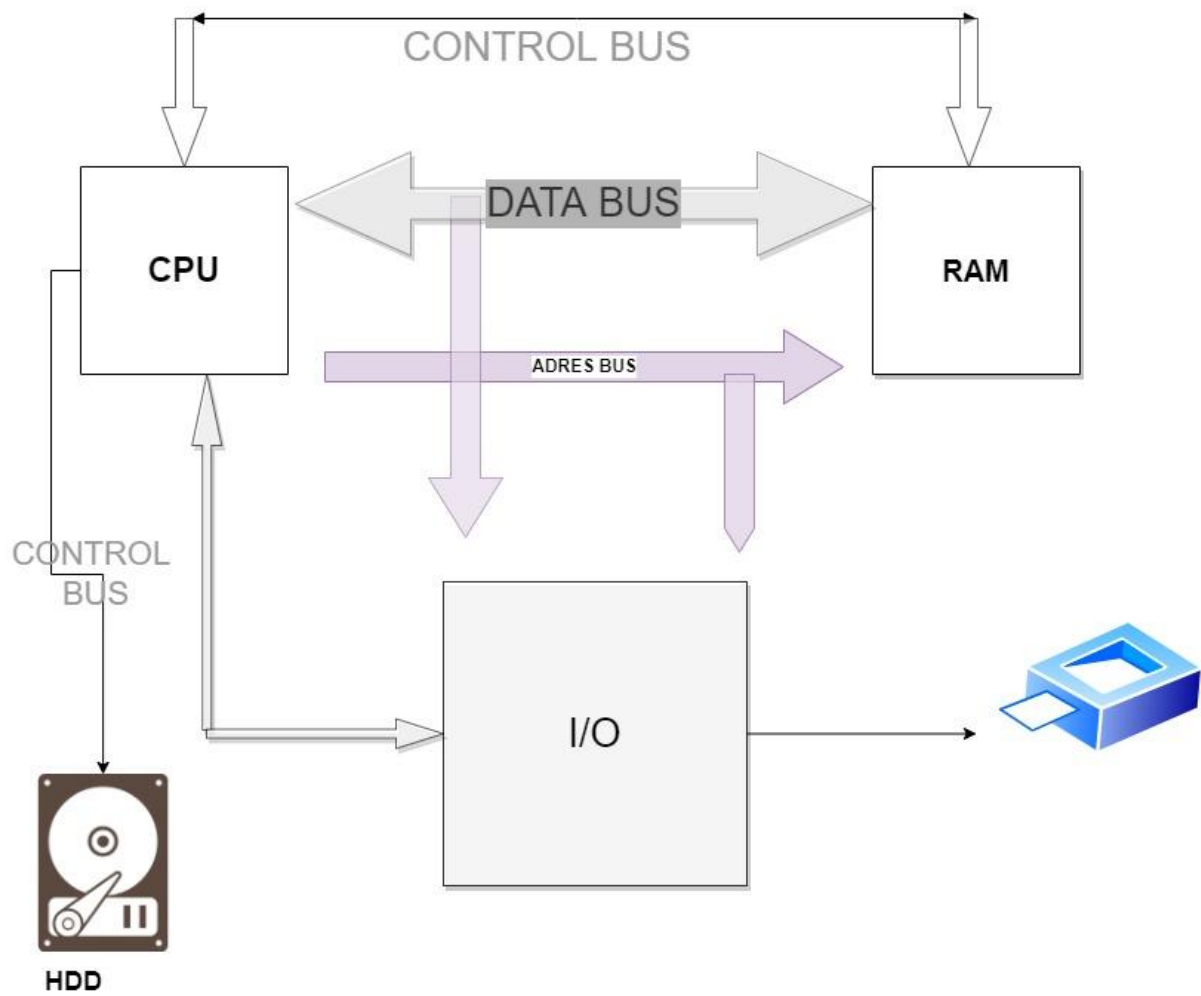 CONTROL BUS
DATA BUS
CPU
RAM
ADRES BUS
CONTROL
BUS
I/O
HDD